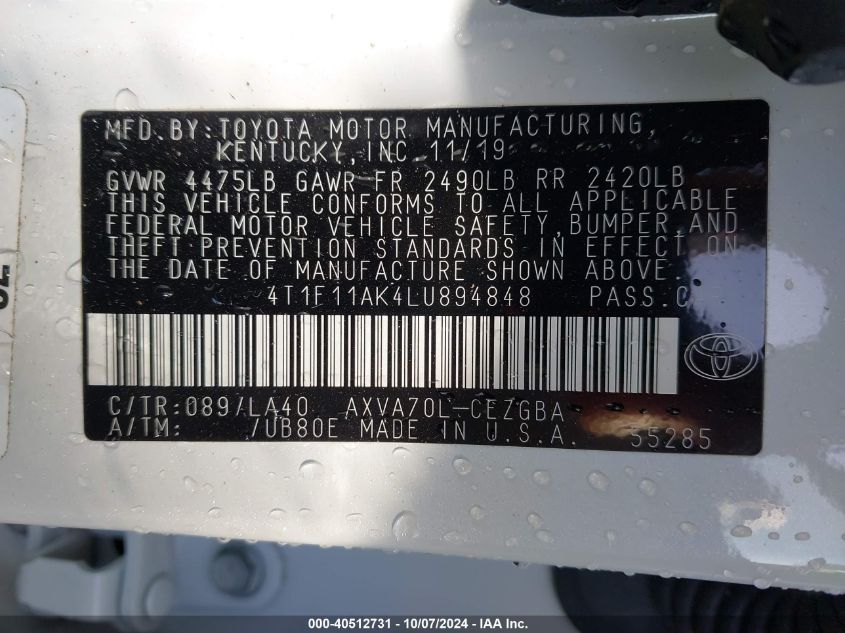 MFD. BY: TOYOTA MOTOR MANUFACTURING,
KENTUCKY, INC. 11/19
GVWR 4475LB GAWR FR 2490LB RR 2420LB
THIS VEHICLE CONFORMS TO ALL APPLICABLE
FEDERAL MOTOR VEHICLE SAFETY, BUMPER, AND
THEFT PREVENTION STANDARDS IN EFFECT ON
THE DATE OF MANUFACTURE SHOWN ABOVE.
4T1F11AK4LU894848 PASS.
C/TR: 089/LA40 AXVA70L-CEZGBA
A/TM: /UB80E MADE IN U.S.A. 55285
000-40512731 - 10/07/2024 - IAA Inc.